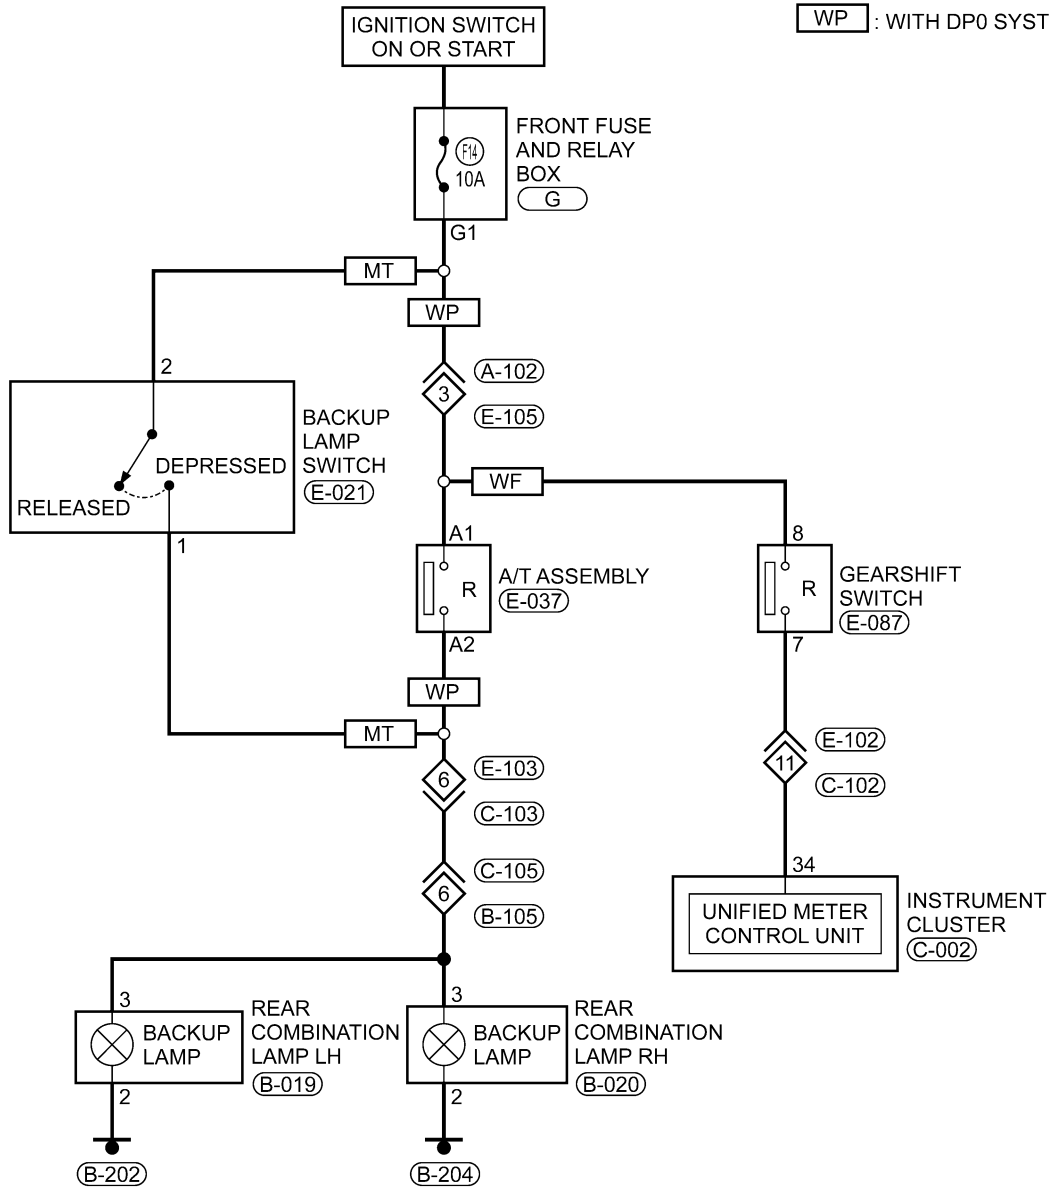 IGNITION SWITCH
ON OR START
WP
: WITH DP0 SYST
FRONT FUSE
AND RELAY
BOX
G
F14
10A
G1
MT
WP
2
A-102
3
E-105
BACKUP
LAMP
SWITCH
E-021
DEPRESSED
RELEASED
1
WF
A1
R
A/T ASSEMBLY
E-037
A2
8
R
GEARSHIFT
SWITCH
E-087
7
WP
MT
E-103
6
C-103
E-102
11
C-102
C-105
6
B-105
34
UNIFIED METER
CONTROL UNIT
INSTRUMENT
CLUSTER
C-002
3
BACKUP
LAMP
REAR
COMBINATION
LAMP LH
B-019
2
B-202
3
BACKUP
LAMP
REAR
COMBINATION
LAMP RH
B-020
2
B-204